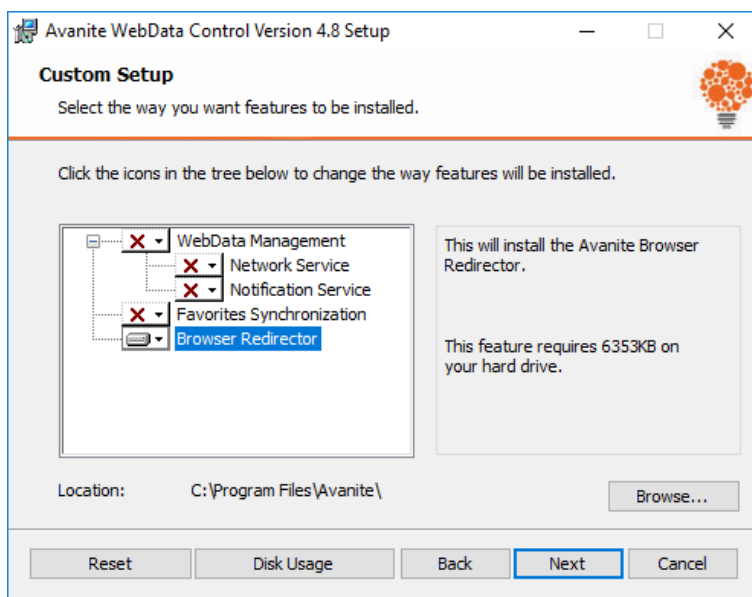 Avanite WebData Control Version 4.8 Setup
Custom Setup
Select the way you want features to be installed.
Click the icons in the tree below to change the way features will be installed.
WebData Management
Network Service
Notification Service
Favorites Synchronization
Browser Redirector
This will install the Avanite Browser
Redirector.
This feature requires 6353KB on
your hard drive.
Location: C:\Program Files\Avanite\
Browse...
Reset Disk Usage Back Next Cancel